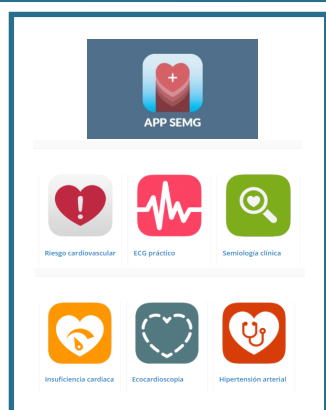 APP SEMG
Riesgo cardiovascular
ECG práctico
Semiología clínica
Insuficiencia cardiaca
Ecocardioscopia
Hipertensión arterial